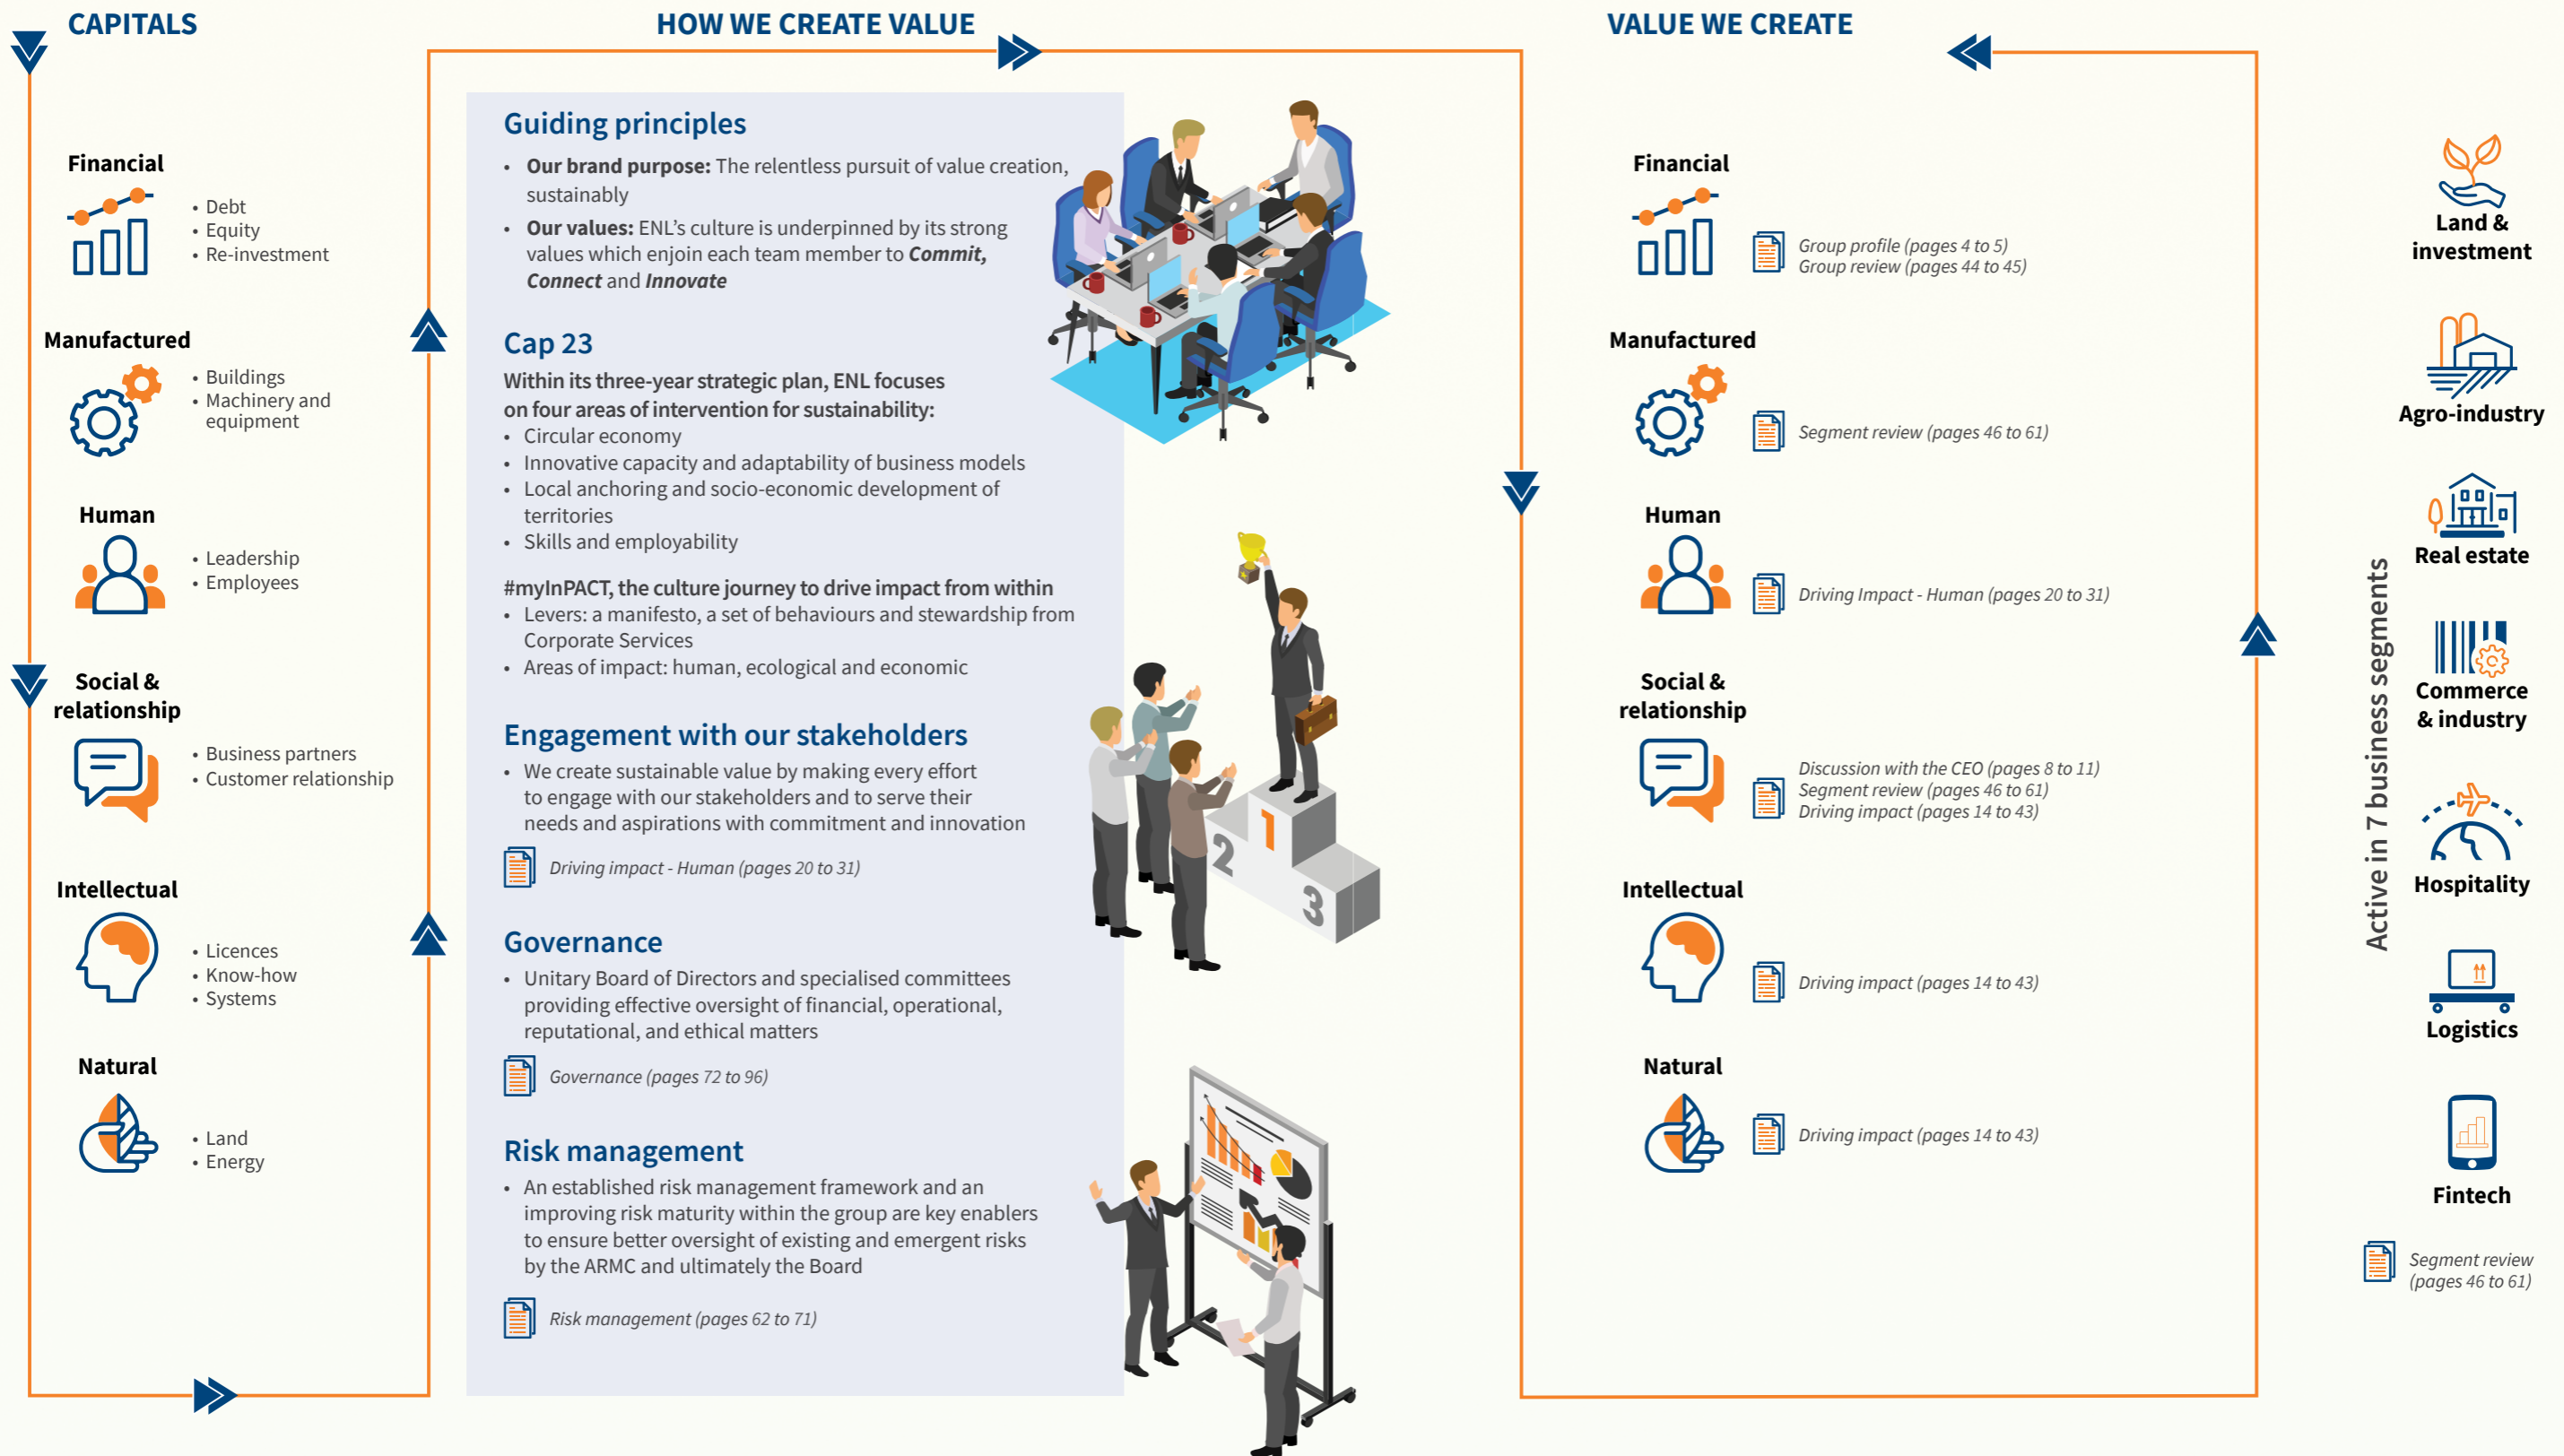 CAPITALS
Financial
• Debt
• Equity
• Re-investment
Manufactured
• Buildings
• Machinery and
equipment
Human
• Leadership
• Employees
Social &
relationship
• Business partners
• Customer relationship
Intellectual
• Licences
• Know-how
• Systems
Natural
• Land
• Energy
HOW WE CREATE VALUE
Guiding principles
• Our brand purpose: The relentless pursuit of value creation,
sustainably
• Our values: ENL’s culture is underpinned by its strong
values which enjoin each team member to Commit,
Connect and Innovate
Cap 23
Within its three-year strategic plan, ENL focuses
on four areas of intervention for sustainability:
• Circular economy
• Innovative capacity and adaptability of business models
• Local anchoring and socio-economic development of
territories
• Skills and employability
#myInPACT, the culture journey to drive impact from within
• Levers: a manifesto, a set of behaviours and stewardship from
Corporate Services
• Areas of impact: human, ecological and economic
Engagement with our stakeholders
• We create sustainable value by making every effort
to engage with our stakeholders and to serve their
needs and aspirations with commitment and innovation
Driving impact - Human (pages 20 to 31)
Governance
• Unitary Board of Directors and specialised committees
providing effective oversight of financial, operational,
reputational, and ethical matters
Governance (pages 72 to 96)
Risk management
• An established risk management framework and an
improving risk maturity within the group are key enablers
to ensure better oversight of existing and emergent risks
by the ARMC and ultimately the Board
Risk management (pages 62 to 71)
1
2
3
VALUE WE CREATE
Financial
Group profile (pages 4 to 5)
Group review (pages 44 to 45)
Manufactured
Segment review (pages 46 to 61)
Human
Driving Impact - Human (pages 20 to 31)
Social &
relationship
Discussion with the CEO (pages 8 to 11)
Segment review (pages 46 to 61)
Driving impact (pages 14 to 43)
Intellectual
Driving impact (pages 14 to 43)
Natural
Driving impact (pages 14 to 43)
Active in 7 business segments
Land &
investment
Agro-industry
Real estate
Commerce
& industry
Hospitality
Logistics
Fintech
Segment review
(pages 46 to 61)